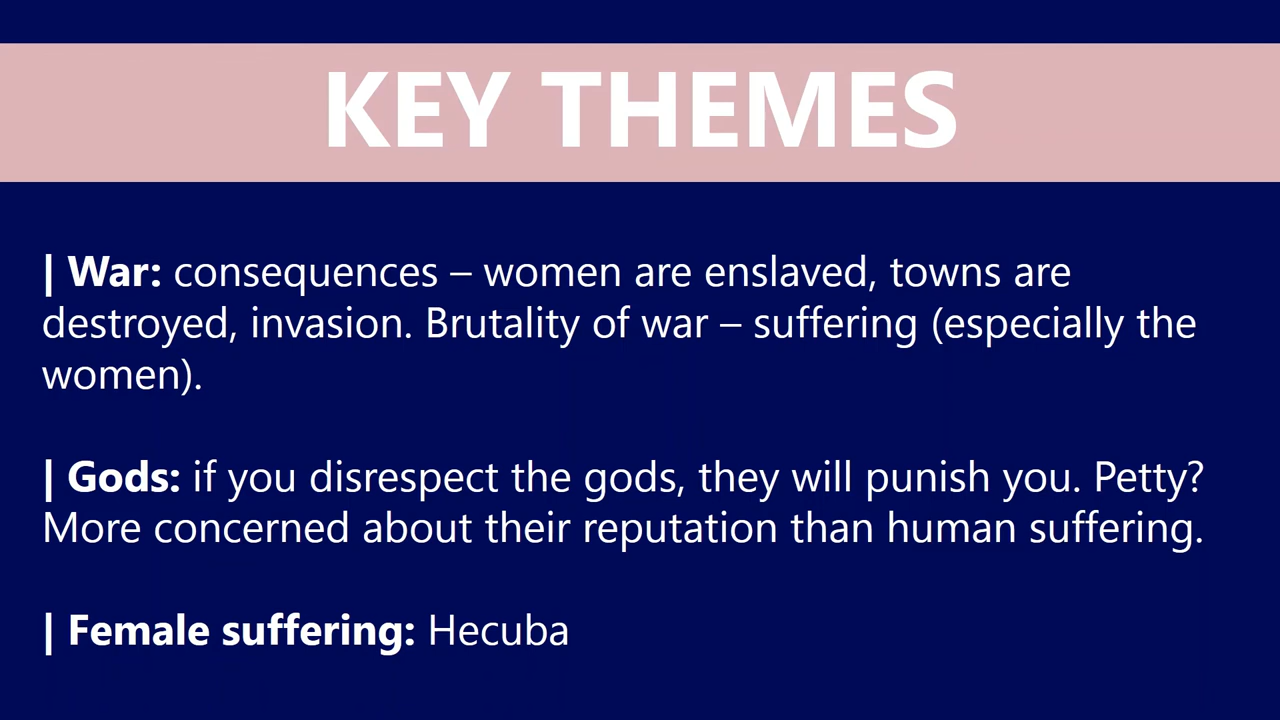 KEY THEMES
| War: consequences – women are enslaved, towns are
destroyed, invasion. Brutality of war – suffering (especially the
women).
| Gods: if you disrespect the gods, they will punish you. Petty?
More concerned about their reputation than human suffering.
| Female suffering: Hecuba